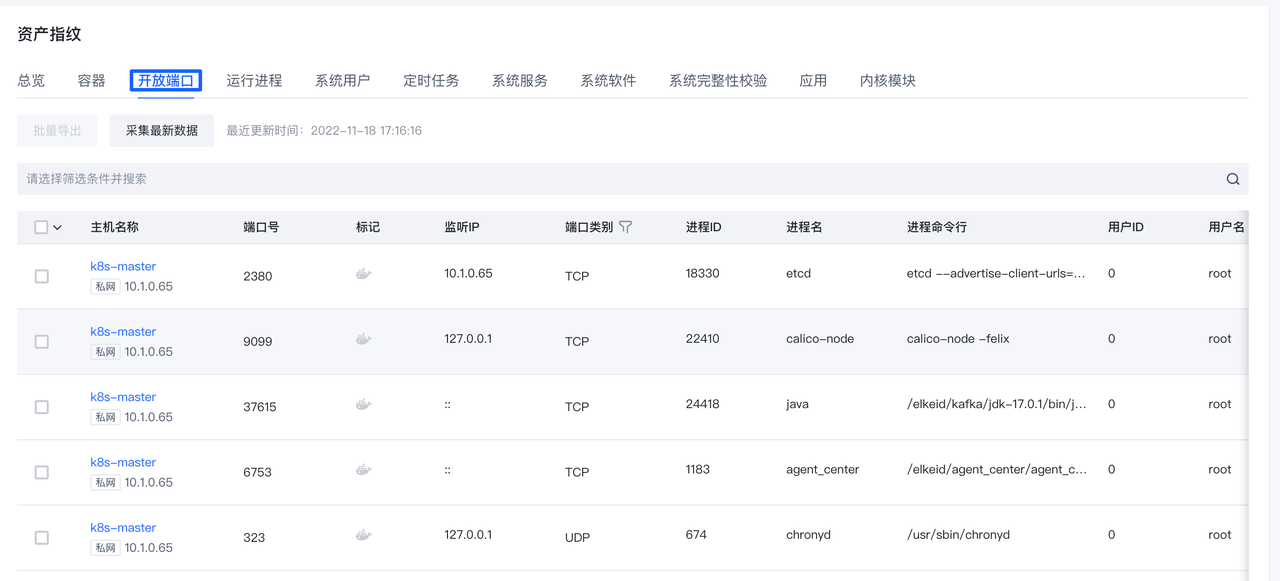 资产指纹
总览 容器 开放端口 运行进程 系统用户 定时任务 系统服务 系统软件 系统完整性校验 应用 内核模块
批量导出 采集最新数据 最近更新时间: 2022-11-18 17:16:16
请选择筛选条件并搜索
主机名称 端口号 标记 监听IP 端口类别 进程ID 进程名 进程命令行 用户ID 用户名
k8s-master
私网 10.1.0.65 2380 10.1.0.65 TCP 18330 etcd etcd --advertise-client-urls=... 0 root
k8s-master
私网 10.1.0.65 9099 127.0.0.1 TCP 22410 calico-node calico-node -felix 0 root
k8s-master
私网 10.1.0.65 37615 :: TCP 24418 java /elkeid/kafka/jdk-17.0.1/bin/j... 0 root
k8s-master
私网 10.1.0.65 6753 :: TCP 1183 agent_center /elkeid/agent_center/agent_c... 0 root
k8s-master
私网 10.1.0.65 323 127.0.0.1 UDP 674 chronyd /usr/sbin/chronyd 0 root